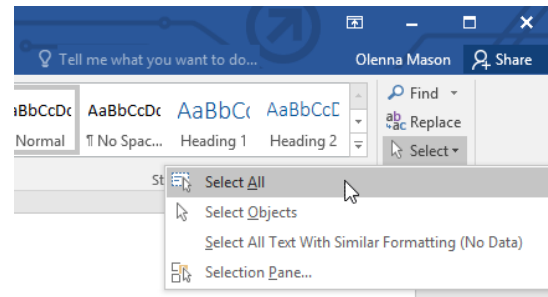 Tell me what you want to do...
Olenna Mason
Share
AaBbCcDc AaBbCcDc AaBbCc AaBbCcE
Normal ¶ No Spac... Heading 1 Heading 2
Find
Replace
Select
St
Select All
Select Objects
Select All Text With Similar Formatting (No Data)
Selection Pane...